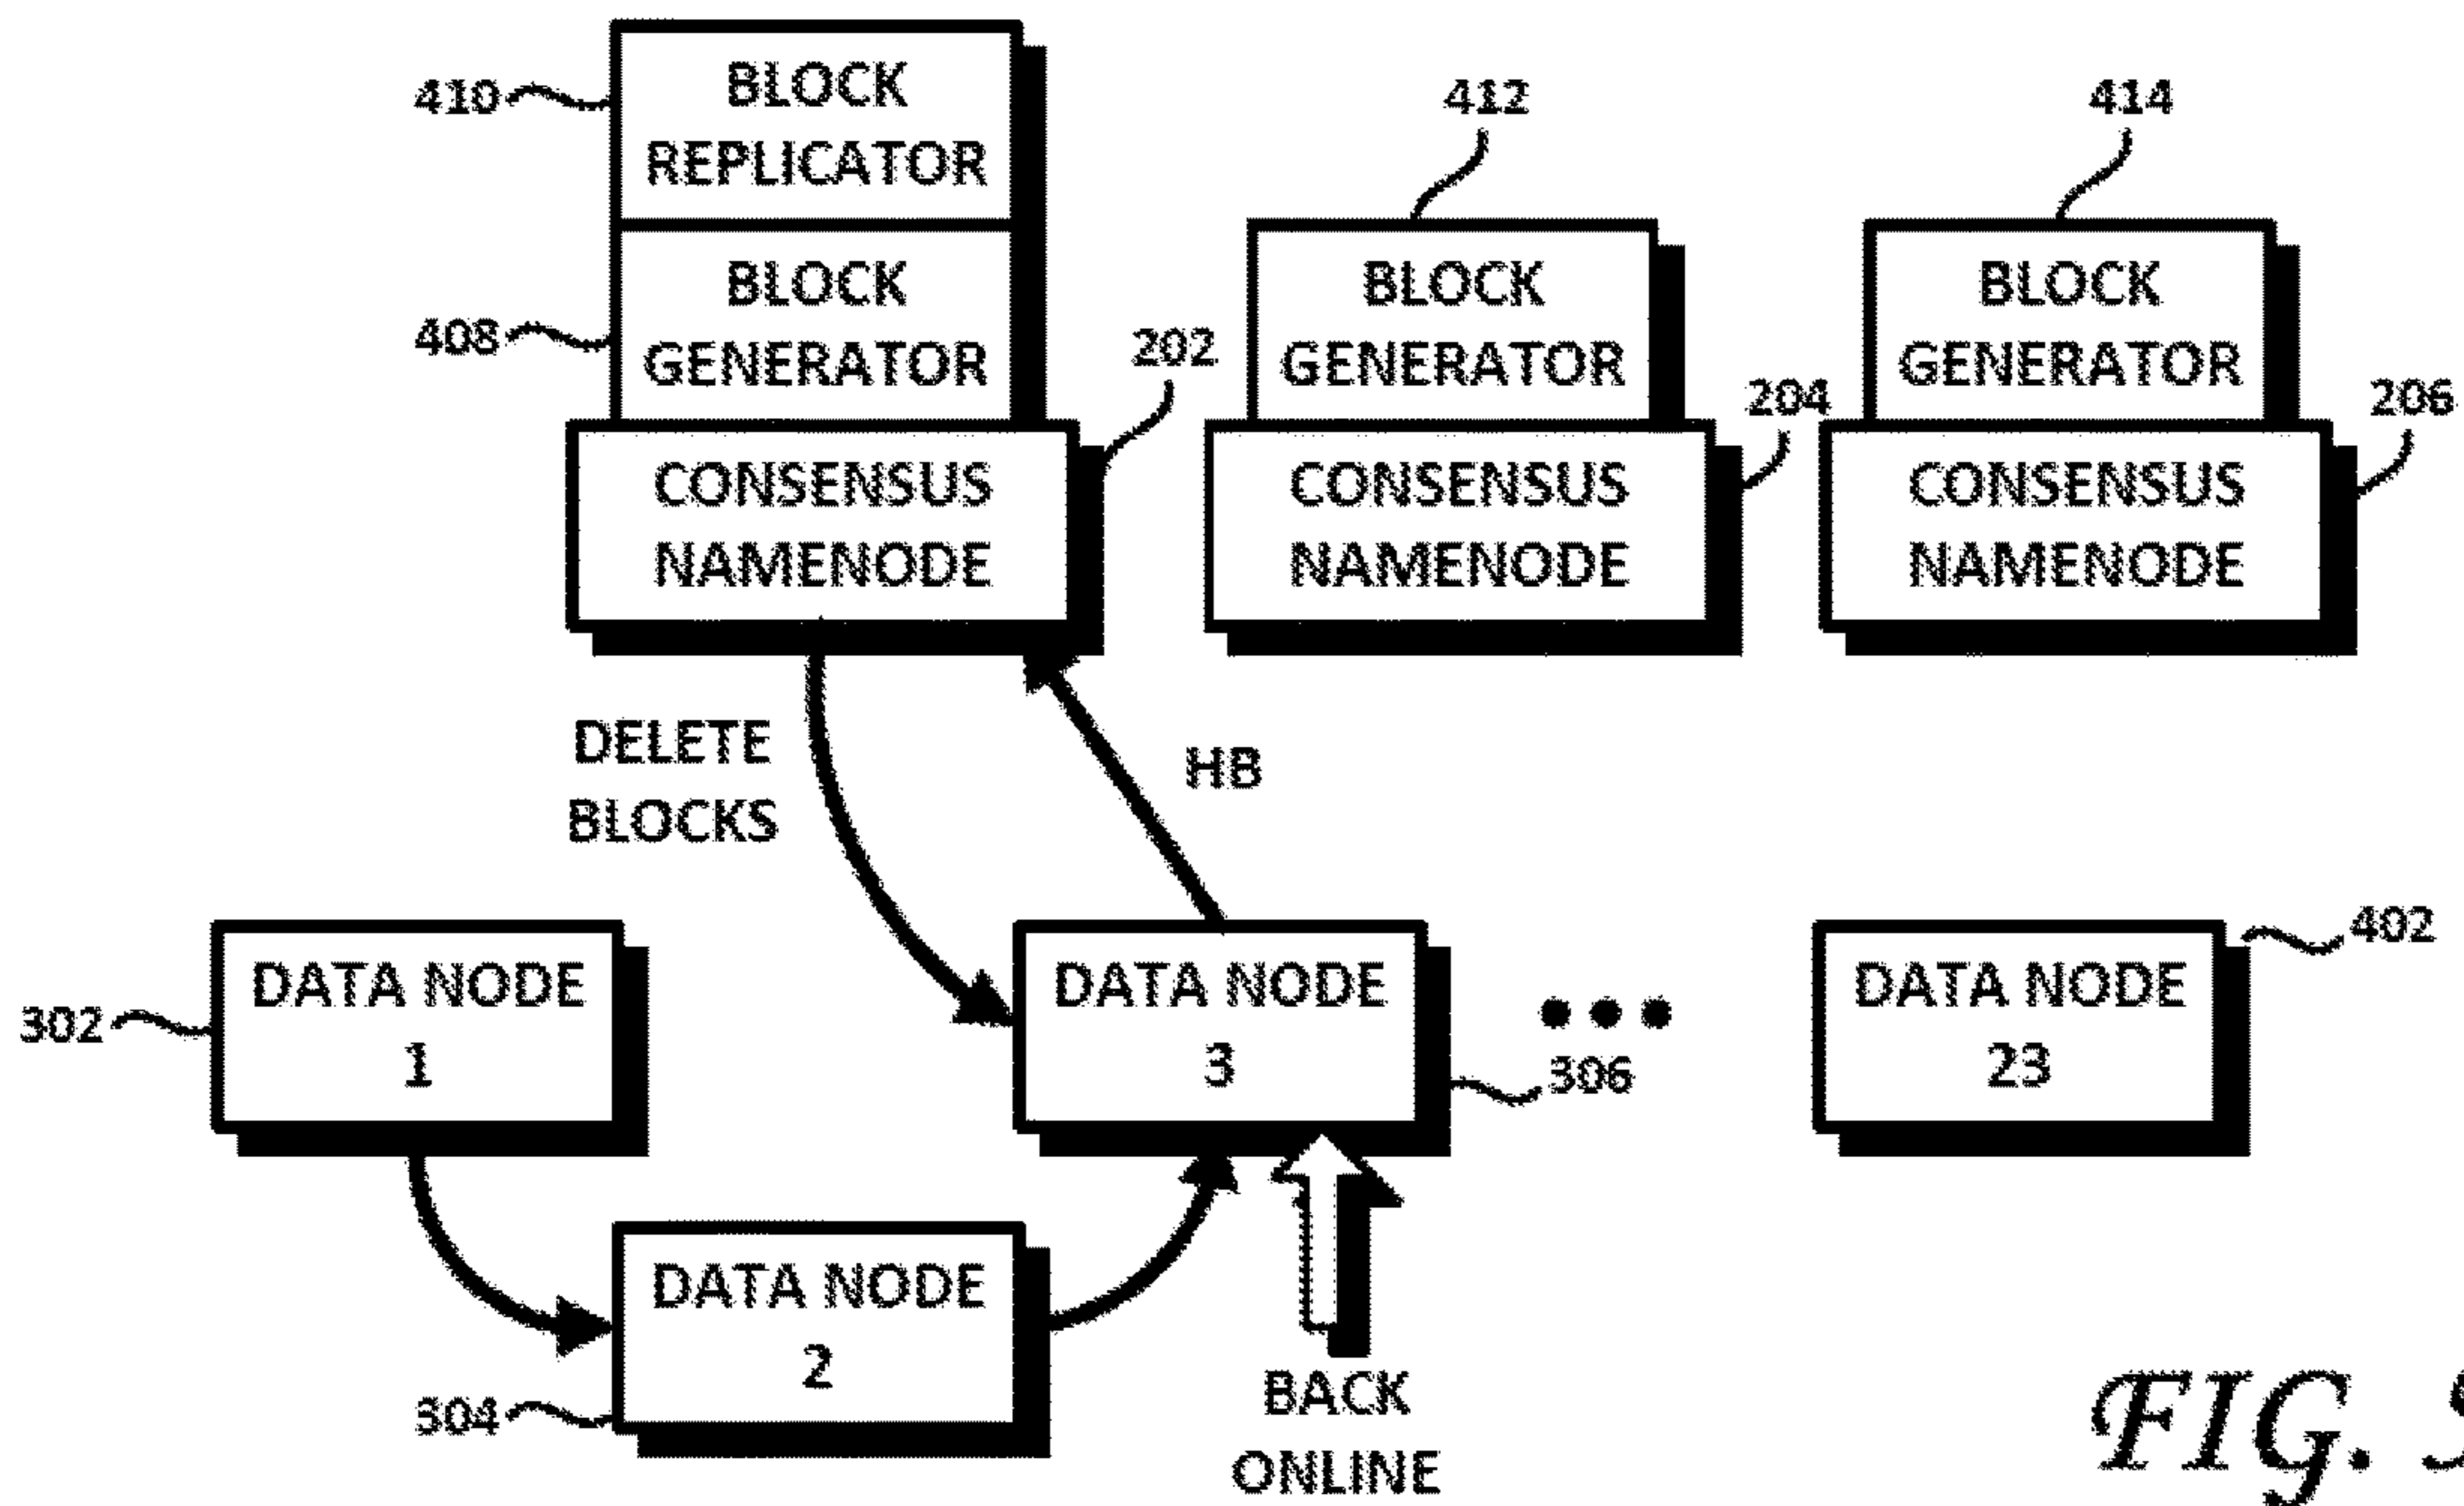 410
BLOCK
REPLICATOR
412
414
408
BLOCK
GENERATOR
BLOCK
GENERATOR
BLOCK
GENERATOR
202
204
206
CONSENSUS
NAMENODE
CONSENSUS
NAMENODE
CONSENSUS
NAMENODE
DELETE
BLOCKS
HB
302
DATA NODE
1
DATA NODE
3
306
DATA NODE
23
402
304
DATA NODE
2
BACK
ONLINE
FIG.